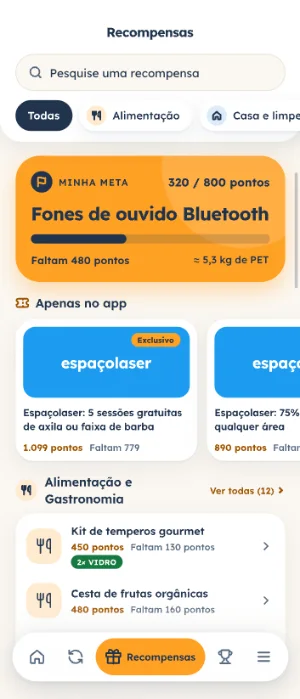 Recompensas
Pesquise uma recompensa
Todas
Alimentação
Casa e limpe
MINHA META
320 / 800 pontos
Fones de ouvido Bluetooth
Faltam 480 pontos
≈ 5,3 kg de PET
Apenas no app
Exclusivo
espaçolaser
espaço
Espaçolaser: 5 sessões gratuitas
de axila ou faixa de barba
1.099 pontos Faltam 779
Espaçolaser: 75%
qualquer área
890 pontos Faltam
Alimentação e
Gastronomia
Ver todas (12)
Kit de temperos gourmet
450 pontos Faltam 130 pontos
2x VIDRO
Cesta de frutas orgânicas
480 pontos Faltam 160 pontos
Recompensas